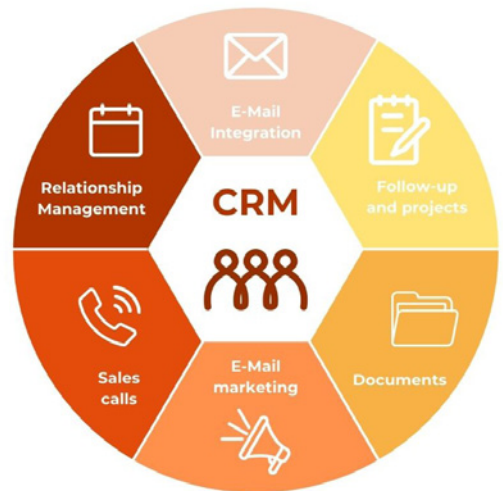 E-Mail
Integration
Relationship
Management
Follow-up
and projects
CRM
Sales
calls
E-Mail
marketing
Documents